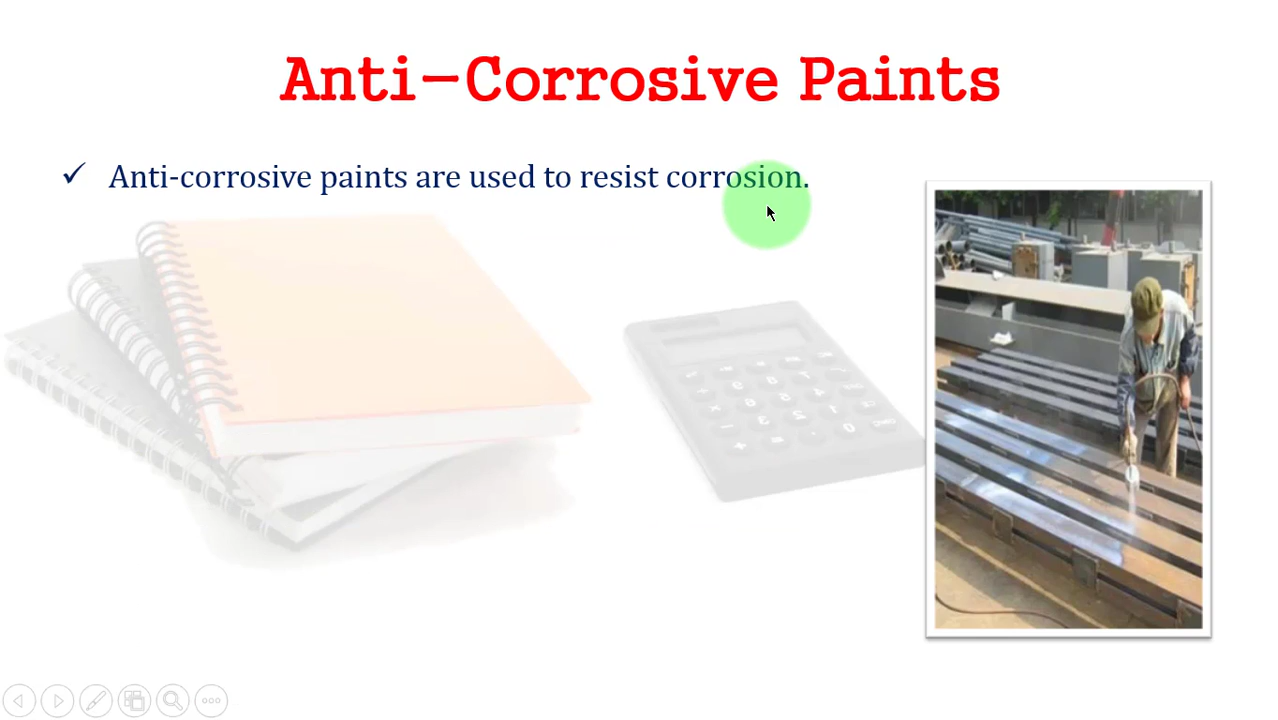 Anti-Corrosive Paints
✓ Anti-corrosive paints are used to resist corrosion.